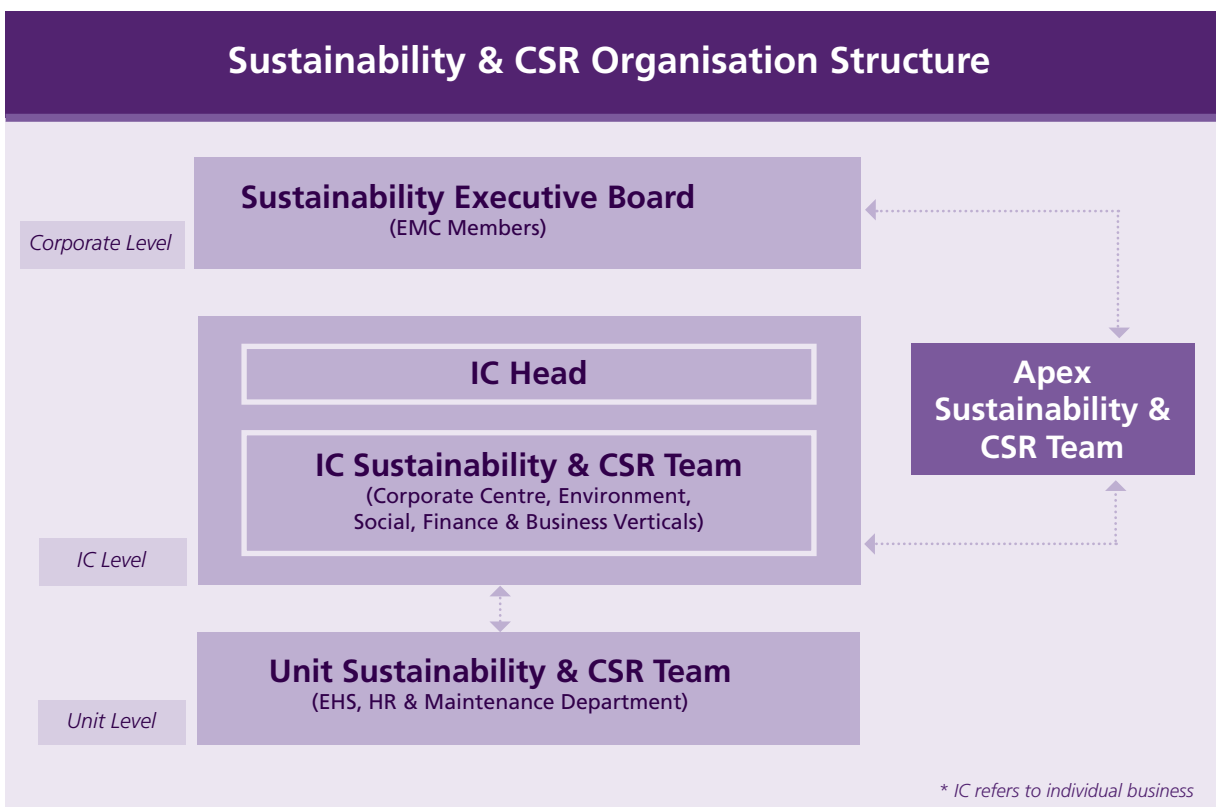 Sustainability & CSR Organisation Structure
Corporate Level
Sustainability Executive Board
(EMC Members)
IC Level
IC Head
IC Sustainability & CSR Team
(Corporate Centre, Environment,
Social, Finance & Business Verticals)
Apex
Sustainability &
CSR Team
Unit Level
Unit Sustainability & CSR Team
(EHS, HR & Maintenance Department)
* IC refers to individual business